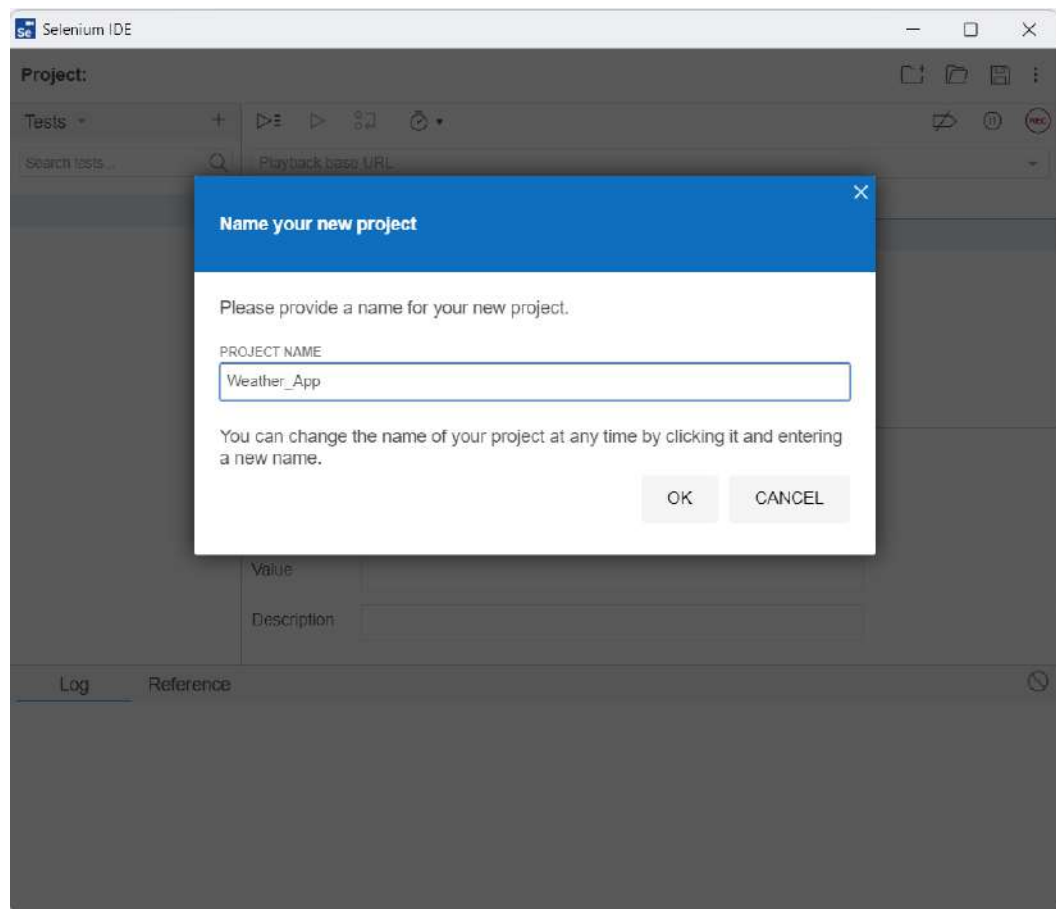 Se Selenium IDE
Project:
Tests
Search tests...
Playback base URL
Name your new project
Please provide a name for your new project.
PROJECT NAME
Weather_App
You can change the name of your project at any time by clicking it and entering
a new name.
OK CANCEL
Value
Description
Log Reference
REC